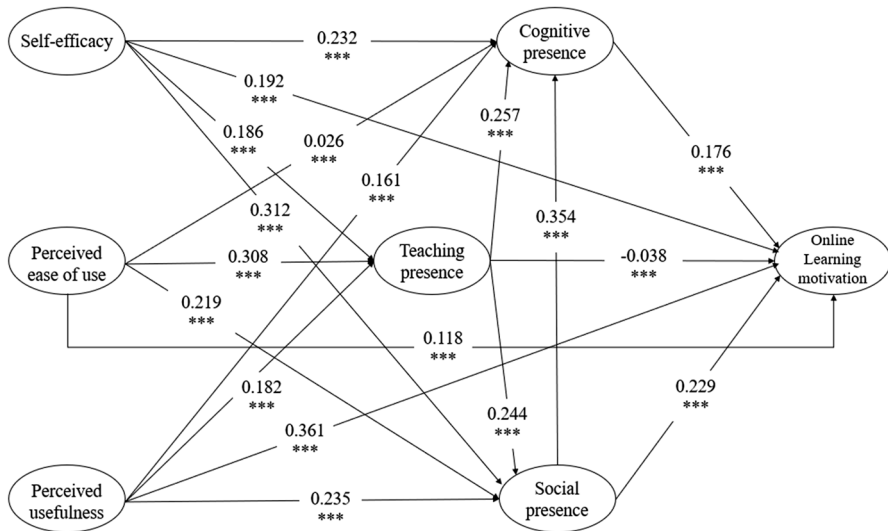 Self-efficacy
0.232
***
Cognitive
presence
0.192
***
0.186
***
0.026
***
0.257
***
0.161
***
0.176
***
0.312
***
0.354
***
Perceived
ease of use
0.308
***
Teaching
presence
-0.038
***
Online
Learning
motivation
0.219
***
0.118
***
0.182
***
0.361
***
0.244
***
0.229
***
Perceived
usefulness
0.235
***
Social
presence